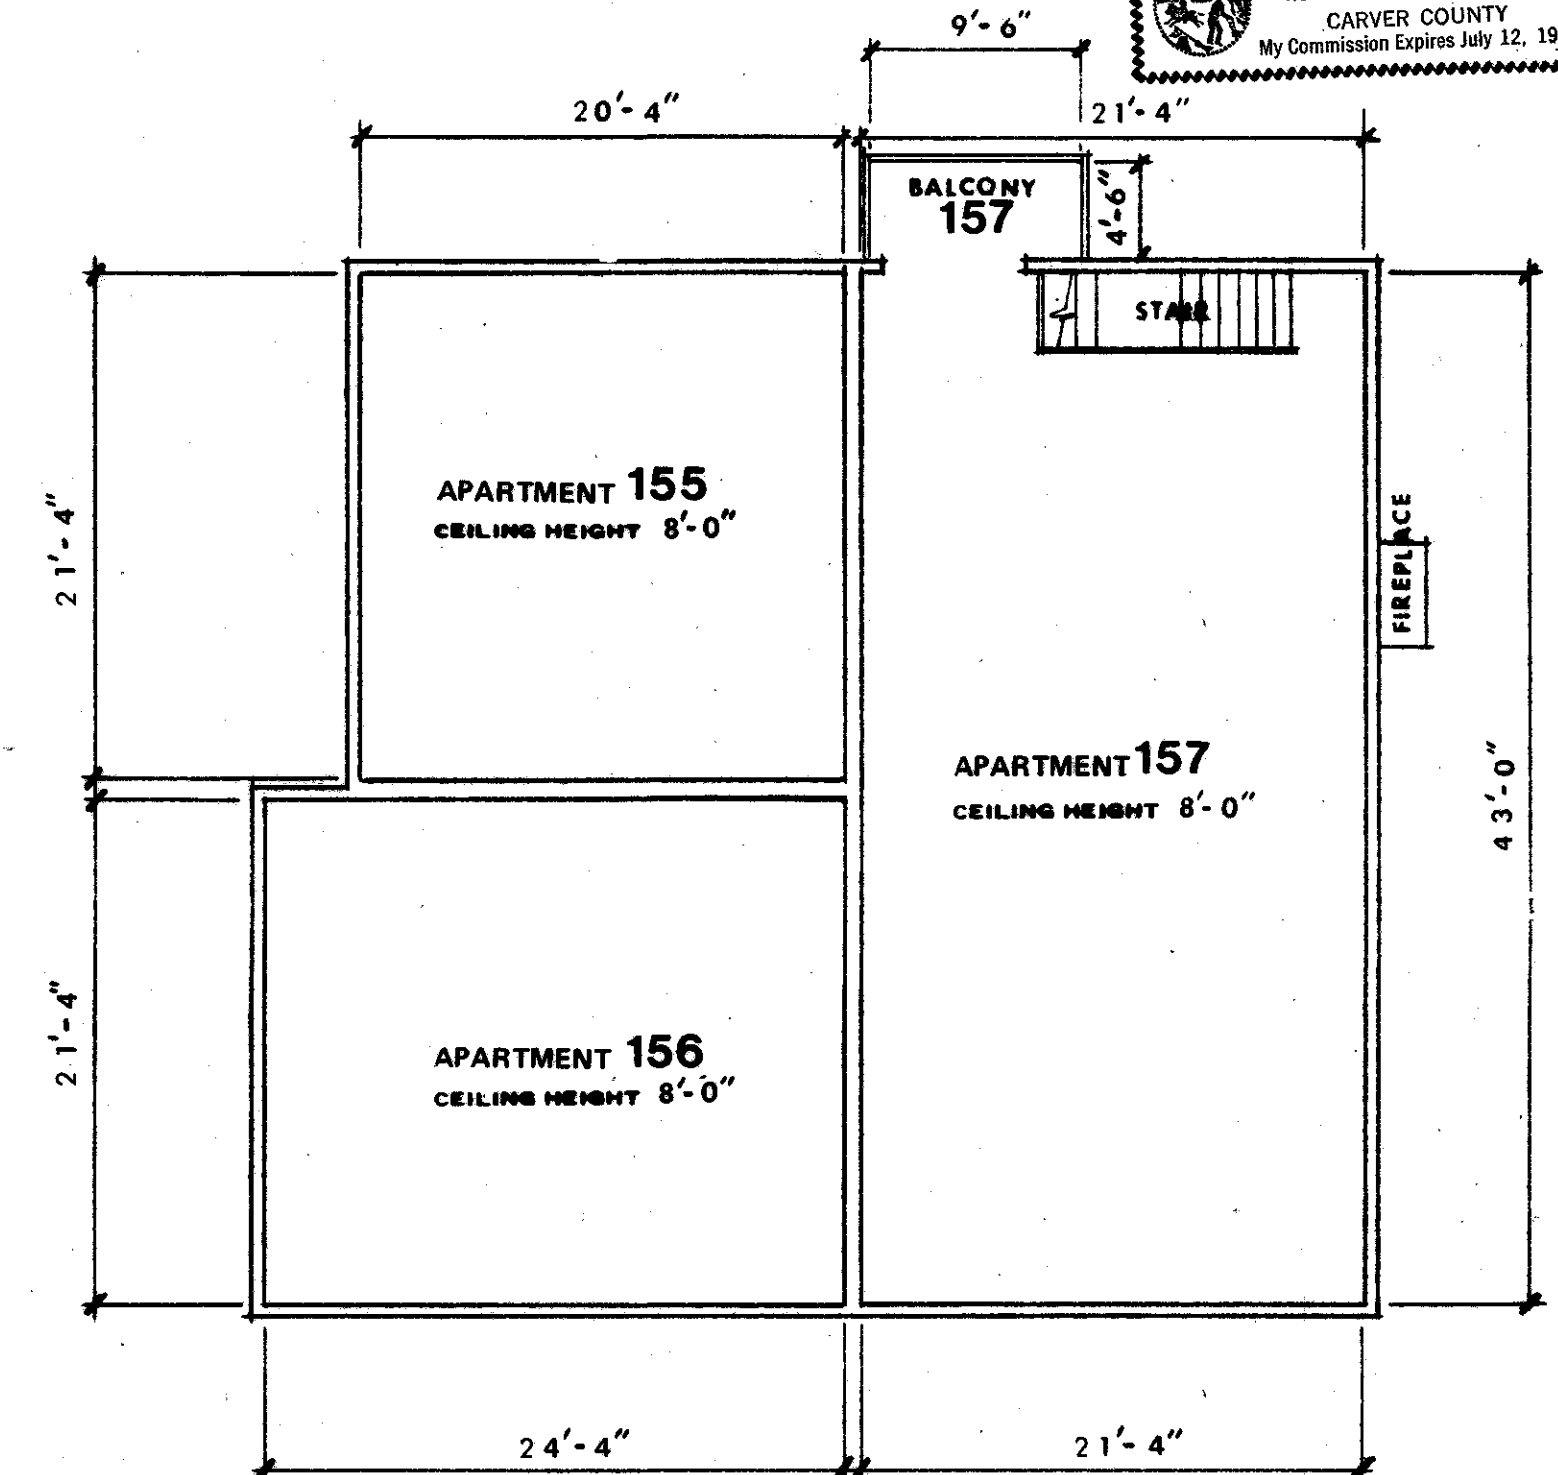 CARVER COUNTY
My Commission Expires July 12, 19
9'-6"
20'-4"
21'-4"
BALCONY
157
4'-6"
STAIR
APARTMENT 155
CEILING HEIGHT 8'-0"
21'-4"
FIREPLACE
APARTMENT 157
CEILING HEIGHT 8'-0"
43'-0"
21'-4"
APARTMENT 156
CEILING HEIGHT 8'-0"
24'-4"
21'-4"